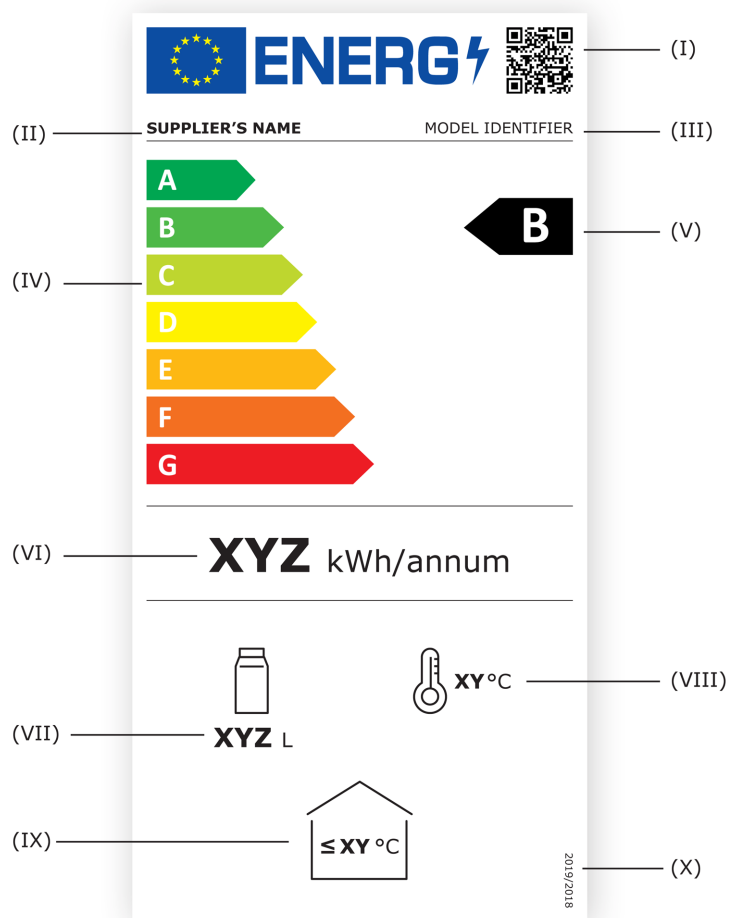 ENERG
(I)
(II)
SUPPLIER'S NAME
MODEL IDENTIFIER
(III)
A
B
B
(V)
(IV)
C
D
E
F
G
(VI)
XYZ kWh/annum
XY °C
(VIII)
(VII)
XYZ L
(IX)
≤ XY °C
2019/2018
(X)